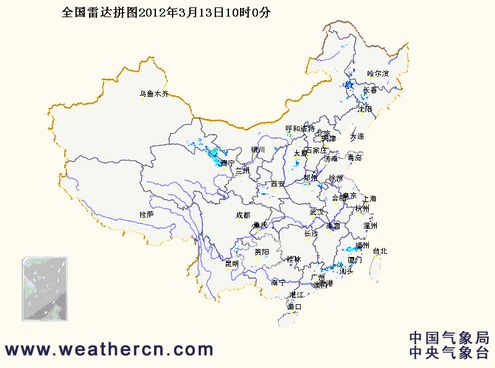 全国雷达拼图2012年3月13日10时0分
哈尔滨
长春
乌鲁木齐
沈阳
呼和浩特
北京
天津
大连
银川
石家庄
太原
济南
青岛
西宁
兰州
郑州
徐州
西安
南京
合肥
上海
拉萨
成都
武汉
杭州
重庆
南昌
温州
长沙
贵阳
福州
台北
昆明
桂林
厦门
汕头
广州
南宁
香港
澳门
湛江
海口
中国气象局
www.weathercn.com
中央气象台